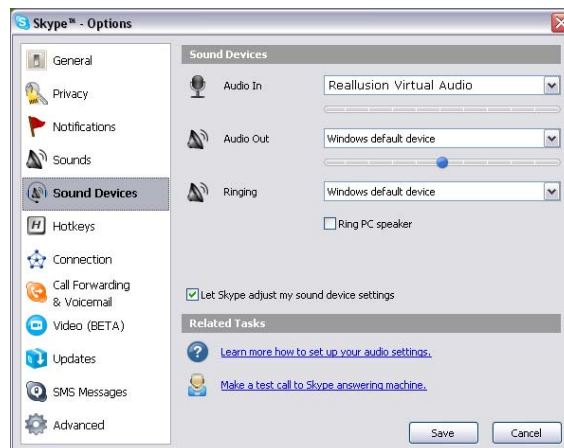 Skype™ - Options
General
Privacy
Notifications
Sounds
Sound Devices
H Hotkeys
Connection
Call Forwarding
& Voicemail
Video (BETA)
Updates
SMS Messages
Advanced
Sound Devices
Audio In Reallusion Virtual Audio
Audio Out Windows default device
Ringing Windows default device
Ring PC speaker
Let Skype adjust my sound device settings
Related Tasks
? Learn more how to set up your audio settings.
Make a test call to Skype answering machine.
Save Cancel